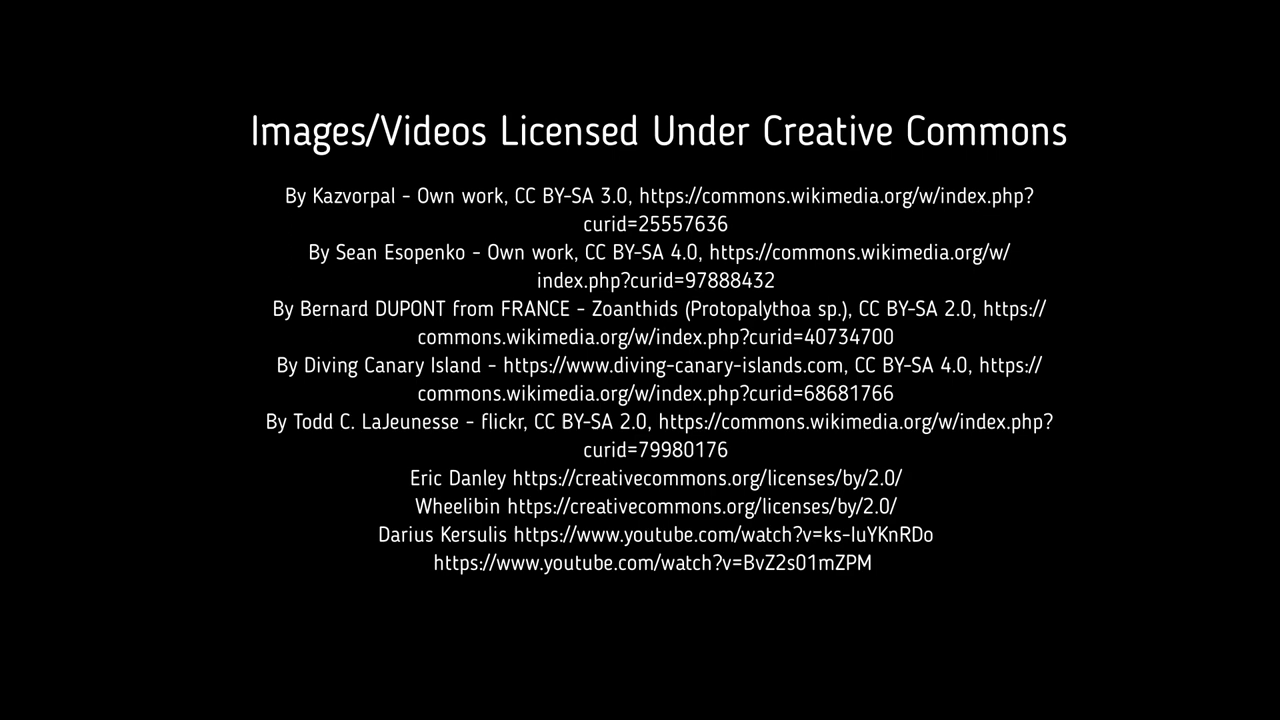 Images/Videos Licensed Under Creative Commons
By Kazvorpal - Own work, CC BY-SA 3.0, https://commons.wikimedia.org/w/index.php?
curid=25557636
By Sean Esopenko - Own work, CC BY-SA 4.0, https://commons.wikimedia.org/w/
index.php?curid=97888432
By Bernard DUPONT from FRANCE - Zoanthids (Protopalythoa sp.), CC BY-SA 2.0, https://
commons.wikimedia.org/w/index.php?curid=40734700
By Diving Canary Island - https://www.diving-canary-islands.com, CC BY-SA 4.0, https://
commons.wikimedia.org/w/index.php?curid=68681766
By Todd C. LaJeunesse - flickr, CC BY-SA 2.0, https://commons.wikimedia.org/w/index.php?
curid=79980176
Eric Danley https://creativecommons.org/licenses/by/2.0/
Wheelibin https://creativecommons.org/licenses/by/2.0/
Darius Kersulis https://www.youtube.com/watch?v=ks-IuYKnRDo
https://www.youtube.com/watch?v=BvZ2s01mZPM